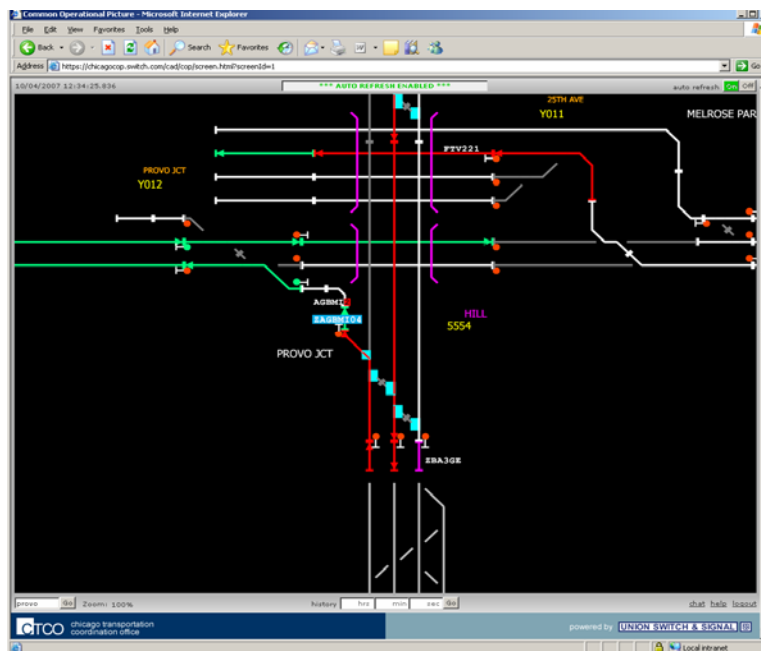 Common Operational Picture - Microsoft Internet Explorer
File Edit View Favorites Tools Help
Back Search Favorites
Address https://chicagocop.switch.com/cad/cop/screen.html?screenId=1 Go
10/04/2007 12:34:25.836 *** AUTO REFRESH ENABLED *** auto refresh On Off
25TH AVE
Y011 MELROSE PAR
FTV221
PROVO JCT
Y012
AGBMI
ZAGBMI04
HILL
5554
PROVO JCT
ZBA3GE
provo Go Zoom: 100% history hrs min sec Go chat help logout
CTCO chicago transportation
coordination office
powered by UNION SWITCH & SIGNAL
Local intranet